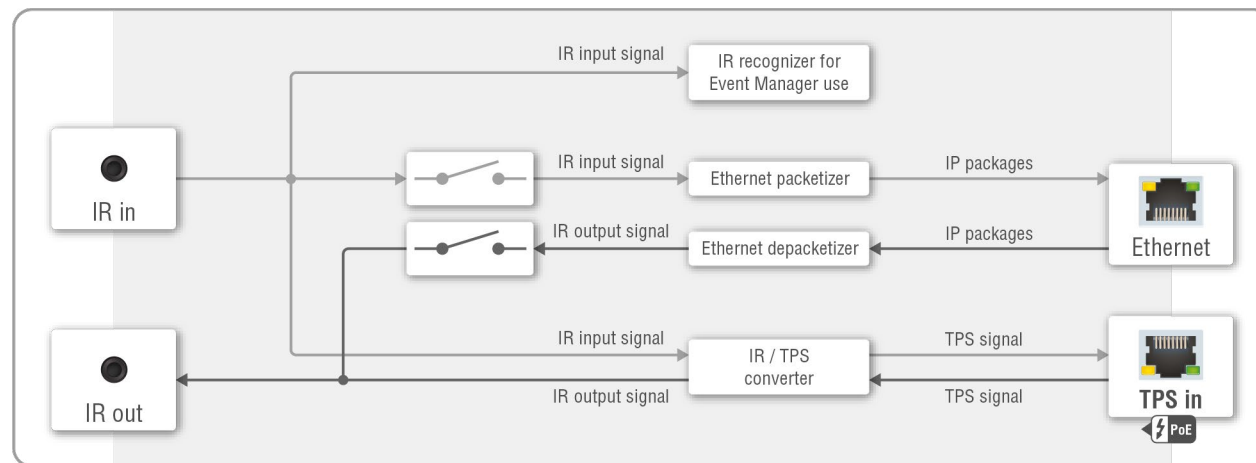 IR input signal
IR recognizer for
Event Manager use
IR in
IR input signal
Ethernet packetizer
IP packages
IR output signal
Ethernet depacketizer
IP packages
Ethernet
IR input signal
IR / TPS
converter
TPS signal
IR output signal
TPS signal
IR out
TPS in
PoE